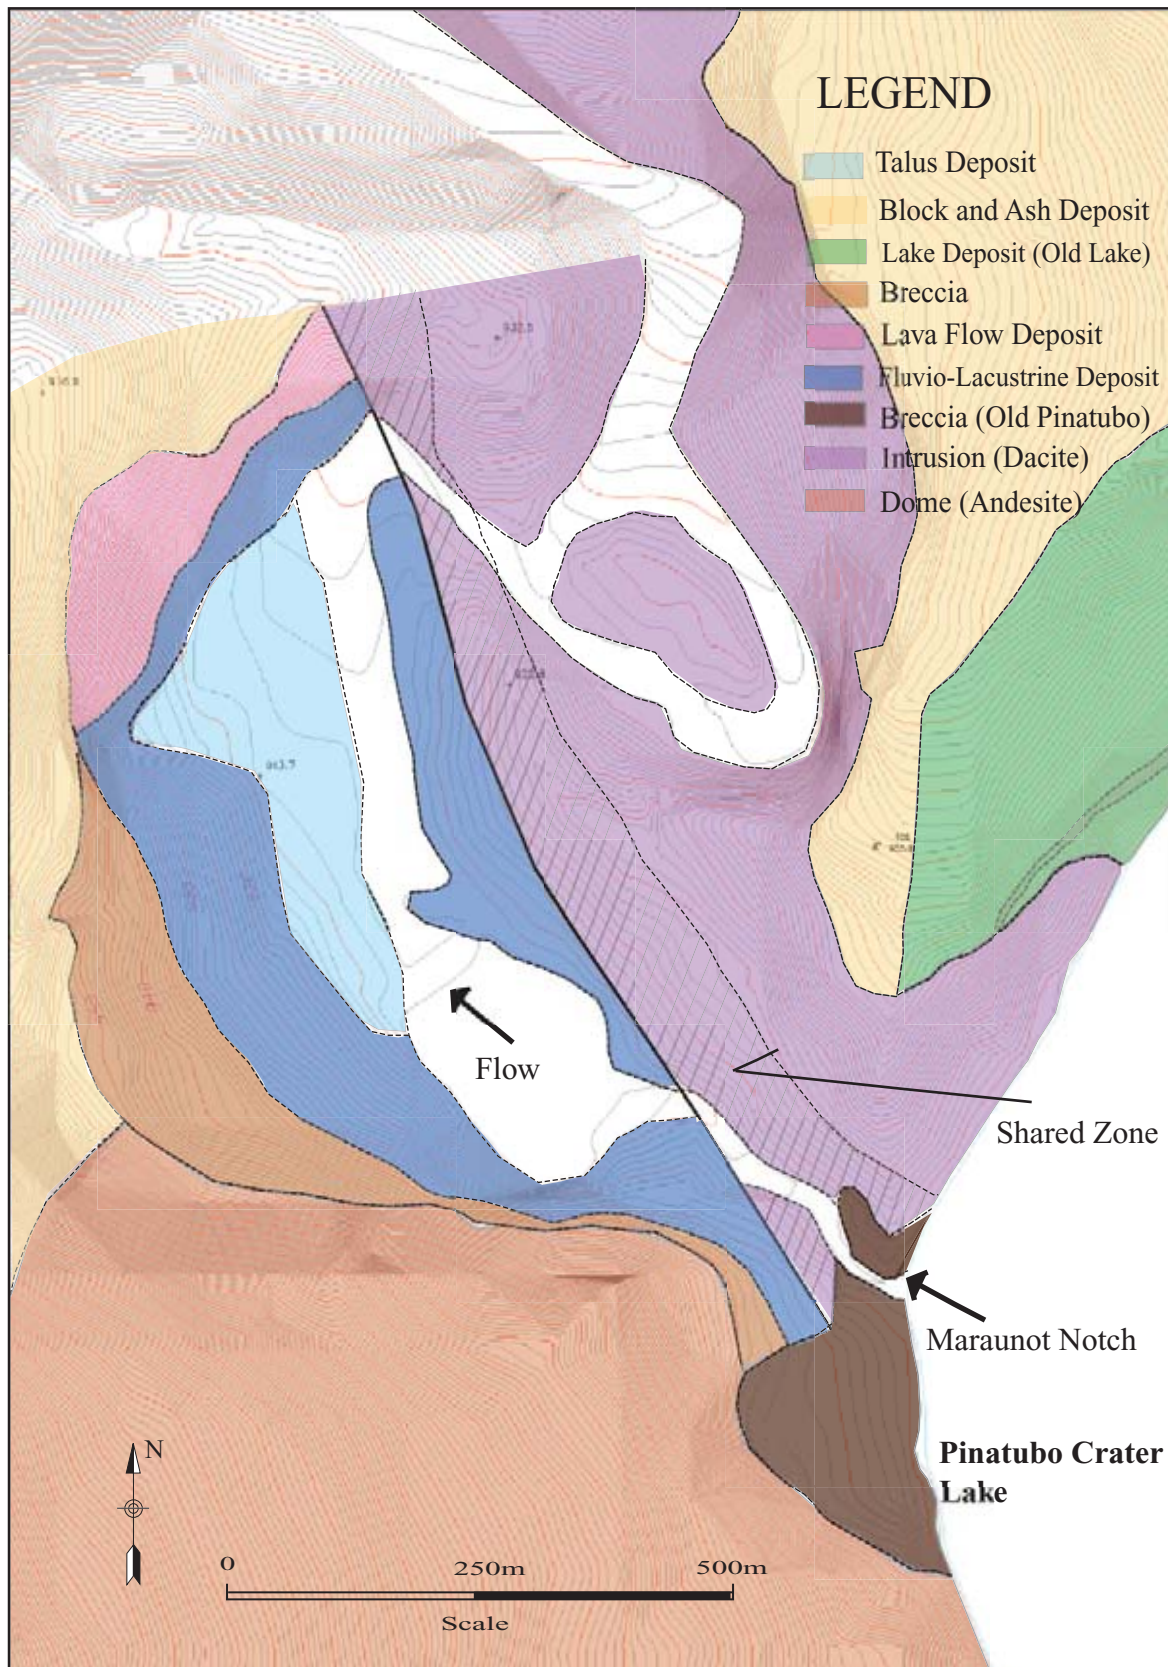 LEGEND
Talus Deposit
Block and Ash Deposit
Lake Deposit (Old Lake)
Breccia
Lava Flow Deposit
Fluvio-Lacustrine Deposit
Breccia (Old Pinatubo)
Intrusion (Dacite)
Dome (Andesite)
Flow
Shared Zone
Maraunot Notch
Pinatubo Crater
Lake
N
0 250m 500m
Scale